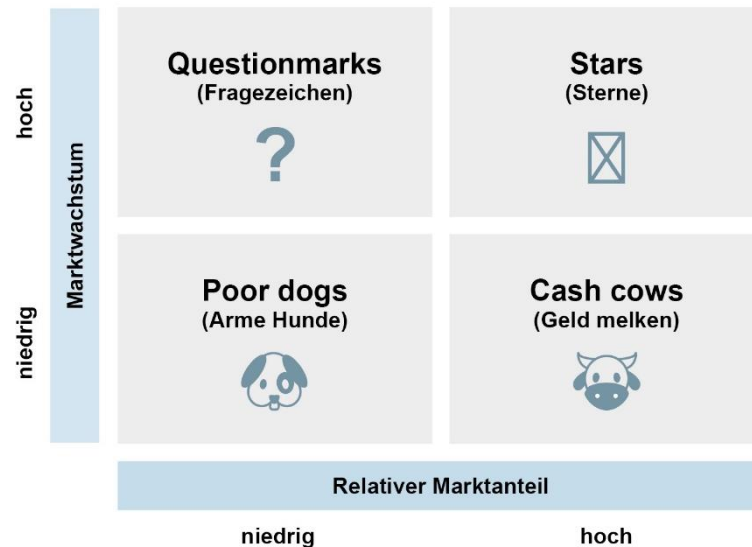 hoch
Marktwachstum
niedrig
Questionmarks
(Fragezeichen)
?
Stars
(Sterne)
Poor dogs
(Arme Hunde)
Cash cows
(Geld melken)
Relativer Marktanteil
niedrig
hoch